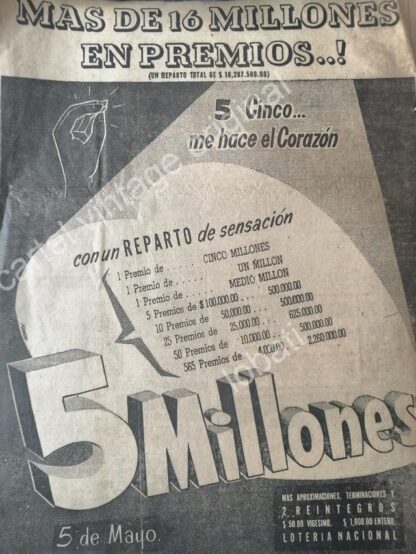 MAS DE 16 MILLONES
EN PREMIOS..!
(UN REPARTO TOTAL DE $ 16,267.500.00)
5 Cinco...
me hace el Corazón
con un REPARTO de sensación
1 Premio de . . . . . . CINCO MILLONES
1 Premio de . . . . . . UN MILLON
1 Premio de . . . . . . MEDIO MILLON
5 Premios de $ 100.000.00 . . . 500.000.00
10 Premios de 50.000.00 . . . 500.000.00
25 Premios de 25.000.00 . . . 625.000.00
50 Premios de 10.000.00 . . . 500.000.00
565 Premios de 4.000.00 . . . 2.260.000.00
5 Millones
5 de Mayo.
MAS APROXIMACIONES, TERMINACIONES Y
2 REINTEGROS
$ 50.00 VIGESIMO. $ 1,000.00 ENTERO.
LOTERIA NACIONAL
cartel vintage original
lobati